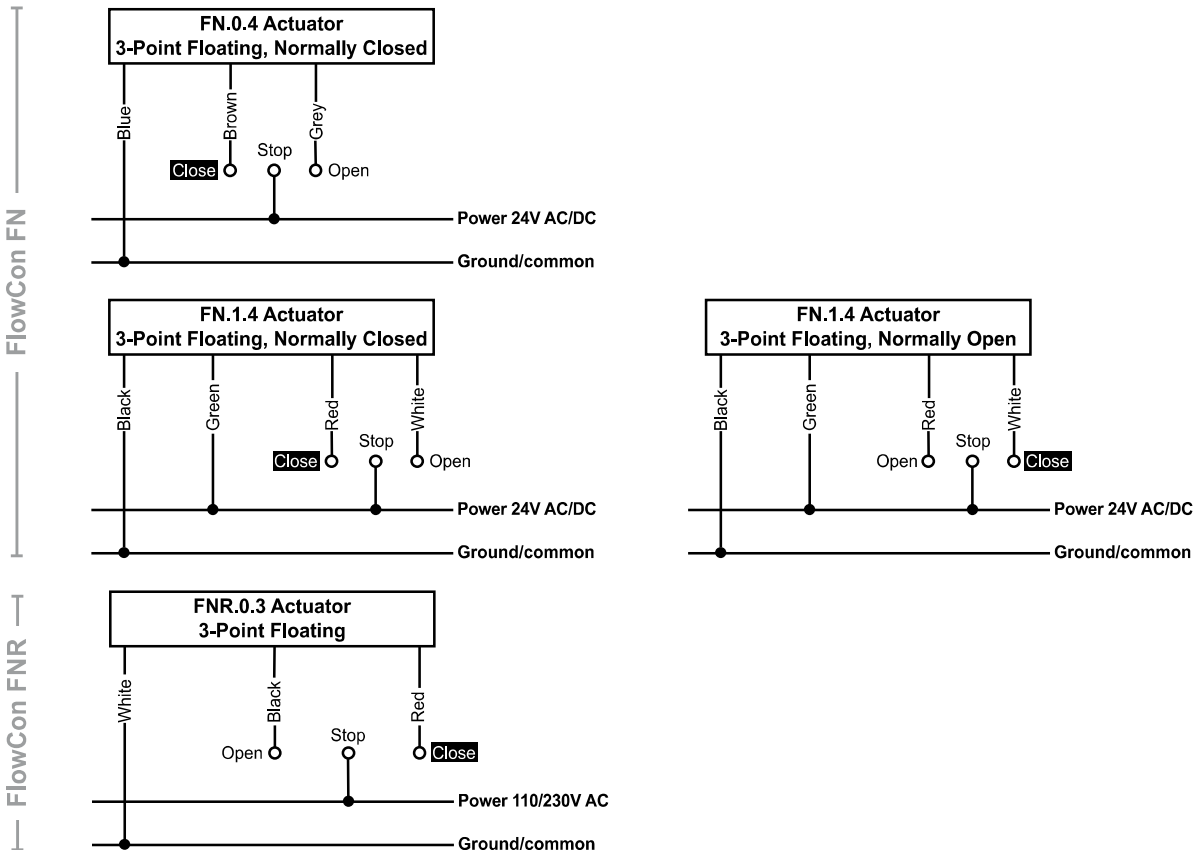 FlowCon FN
FN.0.4 Actuator
3-Point Floating, Normally Closed
Blue
Brown
Grey
Stop
Close
Open
Power 24V AC/DC
Ground/common
FN.1.4 Actuator
3-Point Floating, Normally Closed
Black
Green
Red
White
Stop
Close
Open
Power 24V AC/DC
Ground/common
FN.1.4 Actuator
3-Point Floating, Normally Open
Black
Green
Red
White
Stop
Open
Close
Power 24V AC/DC
Ground/common
FlowCon FNR
FNR.0.3 Actuator
3-Point Floating
White
Black
Red
Stop
Open
Close
Power 110/230V AC
Ground/common